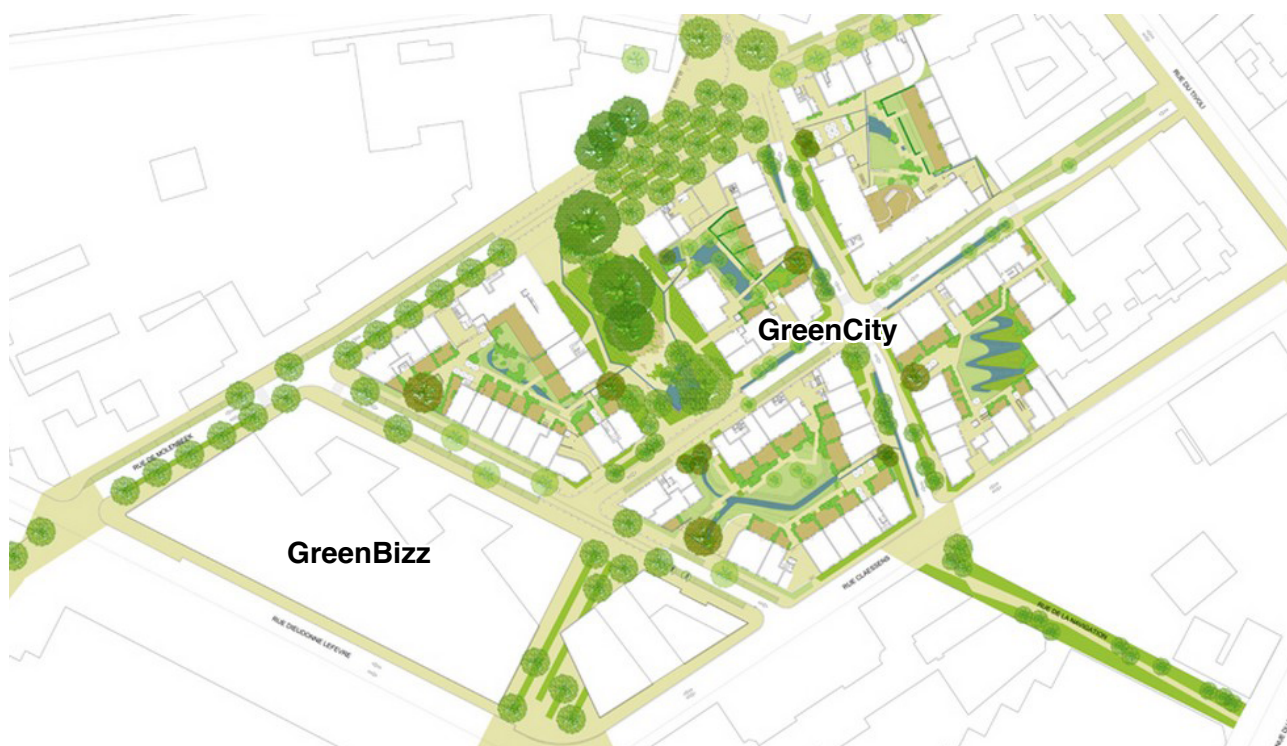 RUE DU TIVOLI
GreenCity
RUE DE MOLENBEEK
GreenBizz
RUE CLAESSENS
RUE DIEUDONNE LEFEVRE
RUE DE LA NAVIGATION